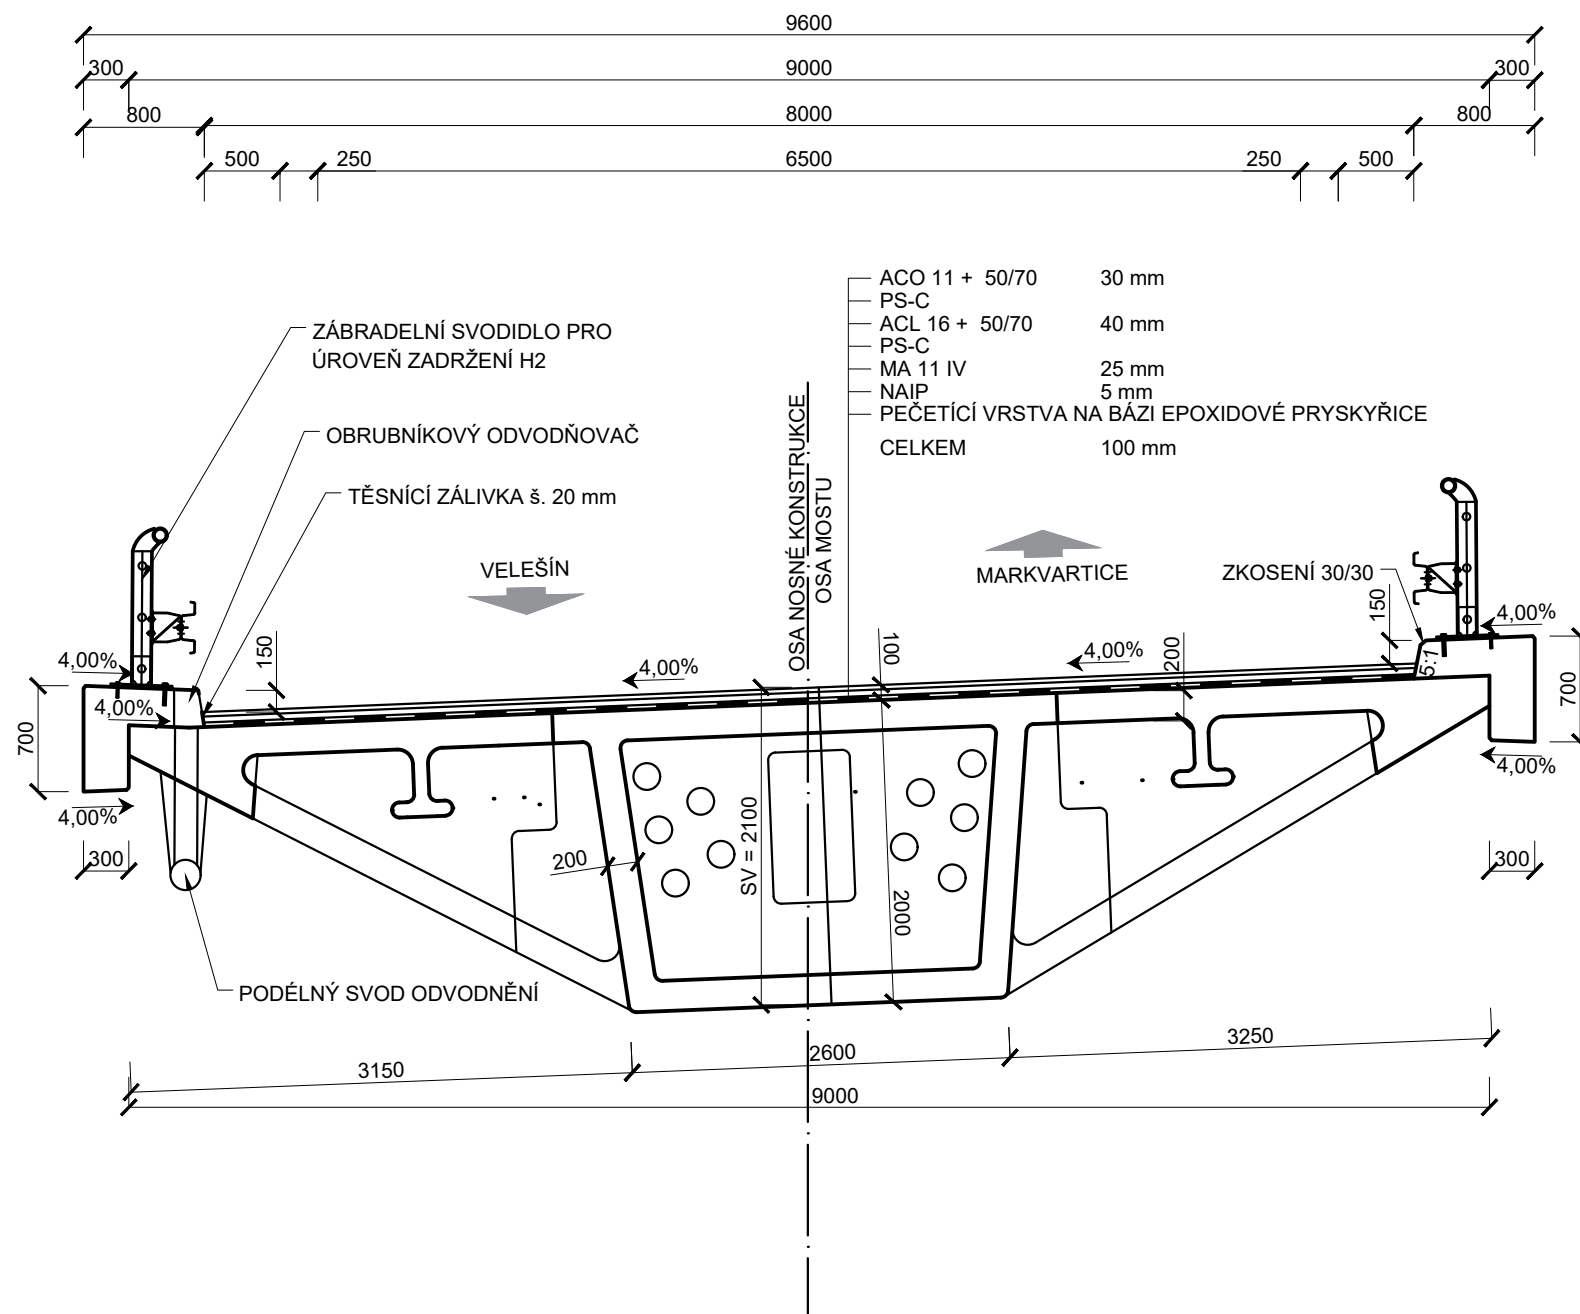 9600
300 9000 300
800 8000 800
500 250 6500 250 500
ACO 11 + 50/70 30 mm
PS-C
ACL 16 + 50/70 40 mm
PS-C
MA 11 IV 25 mm
NAIP 5 mm
PEČETÍCÍ VRSTVA NA BÁZI EPOXIDOVÉ PRYSKYŘICE
CELKEM 100 mm
ZÁBRADELNÍ SVODIDLO PRO
ÚROVEŇ ZADRŽENÍ H2
OBRUBNÍKOVÝ ODVODŇOVAČ
TĚSNÍCÍ ZÁLIVKA š. 20 mm
OSA NOSNÉ KONSTRUKCE
OSA MOSTU
VELEŠÍN
MARKVARTICE
ZKOSENÍ 30/30
150
4,00%
5:1
700
4,00%
4,00%
150
4,00%
100
4,00%
200
4,00%
700
4,00%
300
200
SV = 2100
2000
300
PODÉLNÝ SVOD ODVODNĚNÍ
3150
2600
3250
9000